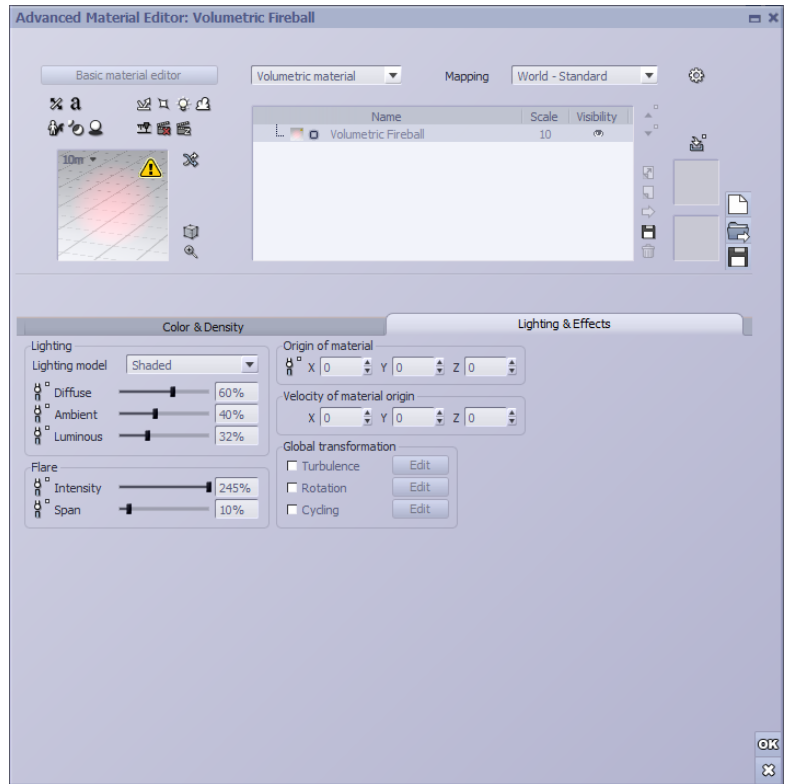 Advanced Material Editor: Volumetric Fireball
Basic material editor
Volumetric material
Mapping
World - Standard
Name Scale Visibility
Volumetric Fireball 10
10m
Color & Density
Lighting & Effects
Lighting
Lighting model Shaded
Diffuse 60%
Ambient 40%
Luminous 32%
Flare
Intensity 245%
Span 10%
Origin of material
X 0 Y 0 Z 0
Velocity of material origin
X 0 Y 0 Z 0
Global transformation
Turbulence Edit
Rotation Edit
Cycling Edit
OK